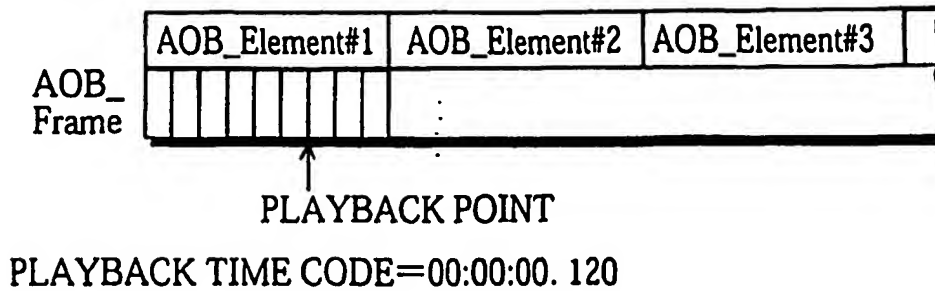 AOB_Element#1 AOB_Element#2 AOB_Element#3
AOB_
Frame
PLAYBACK POINT
PLAYBACK TIME CODE=00:00:00. 120